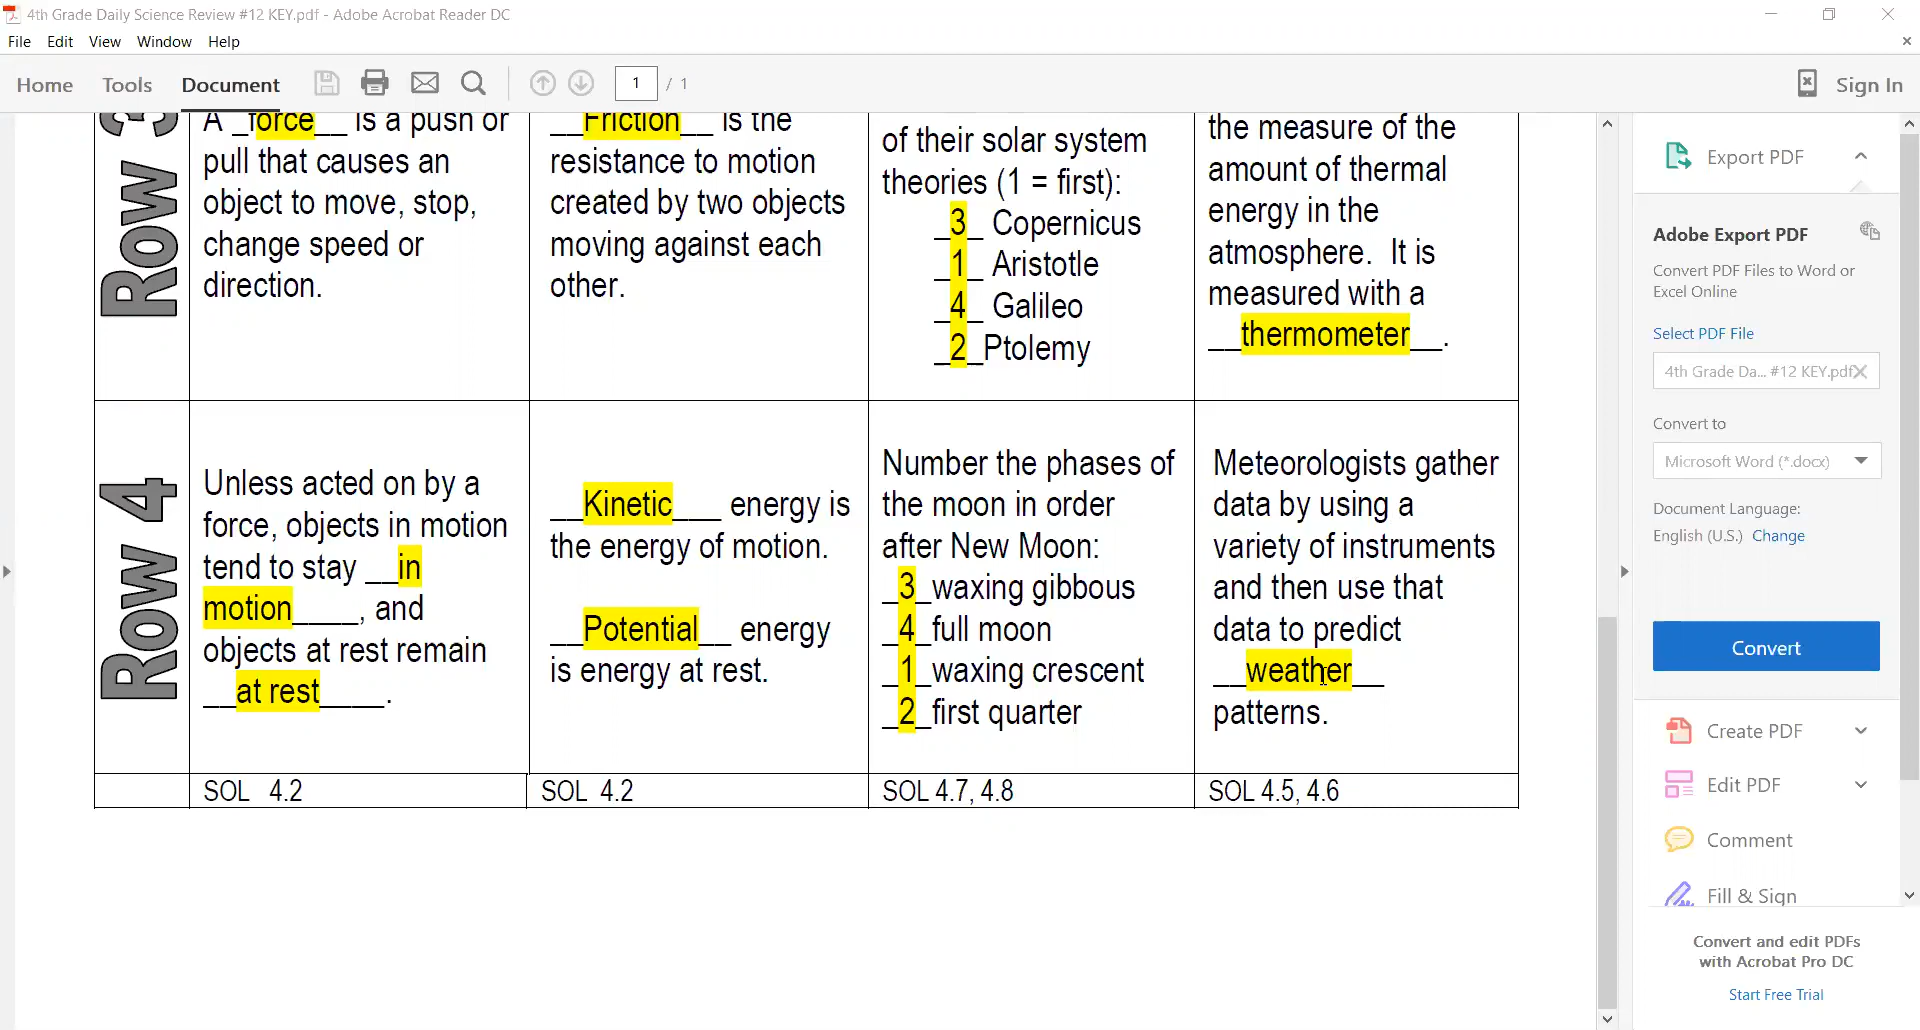 4th Grade Daily Science Review #12 KEY.pdf - Adobe Acrobat Reader DC
File Edit View Window Help
Home Tools Document 1 / 1 Sign In
Row 3
A _force__ is a push or
pull that causes an
object to move, stop,
change speed or
direction.
__Friction__ is the
resistance to motion
created by two objects
moving against each
other.
of their solar system
theories (1 = first):
_3_ Copernicus
_1_ Aristotle
_4_ Galileo
_2_Ptolemy
the measure of the
amount of thermal
energy in the
atmosphere. It is
measured with a
__thermometer__.
Row 4
Unless acted on by a
force, objects in motion
tend to stay __in
motion____, and
objects at rest remain
__at rest____.
__Kinetic___ energy is
the energy of motion.
__Potential__ energy
is energy at rest.
Number the phases of
the moon in order
after New Moon:
_3_waxing gibbous
_4_full moon
_1_waxing crescent
_2_first quarter
Meteorologists gather
data by using a
variety of instruments
and then use that
data to predict
__weather__
patterns.
SOL 4.2
SOL 4.2
SOL 4.7, 4.8
SOL 4.5, 4.6
Export PDF
Adobe Export PDF
Convert PDF Files to Word or
Excel Online
Select PDF File
4th Grade Da... #12 KEY.pdf
Convert to
Microsoft Word (*.docx)
Document Language:
English (U.S.) Change
Convert
Create PDF
Edit PDF
Comment
Fill & Sign
Convert and edit PDFs
with Acrobat Pro DC
Start Free Trial